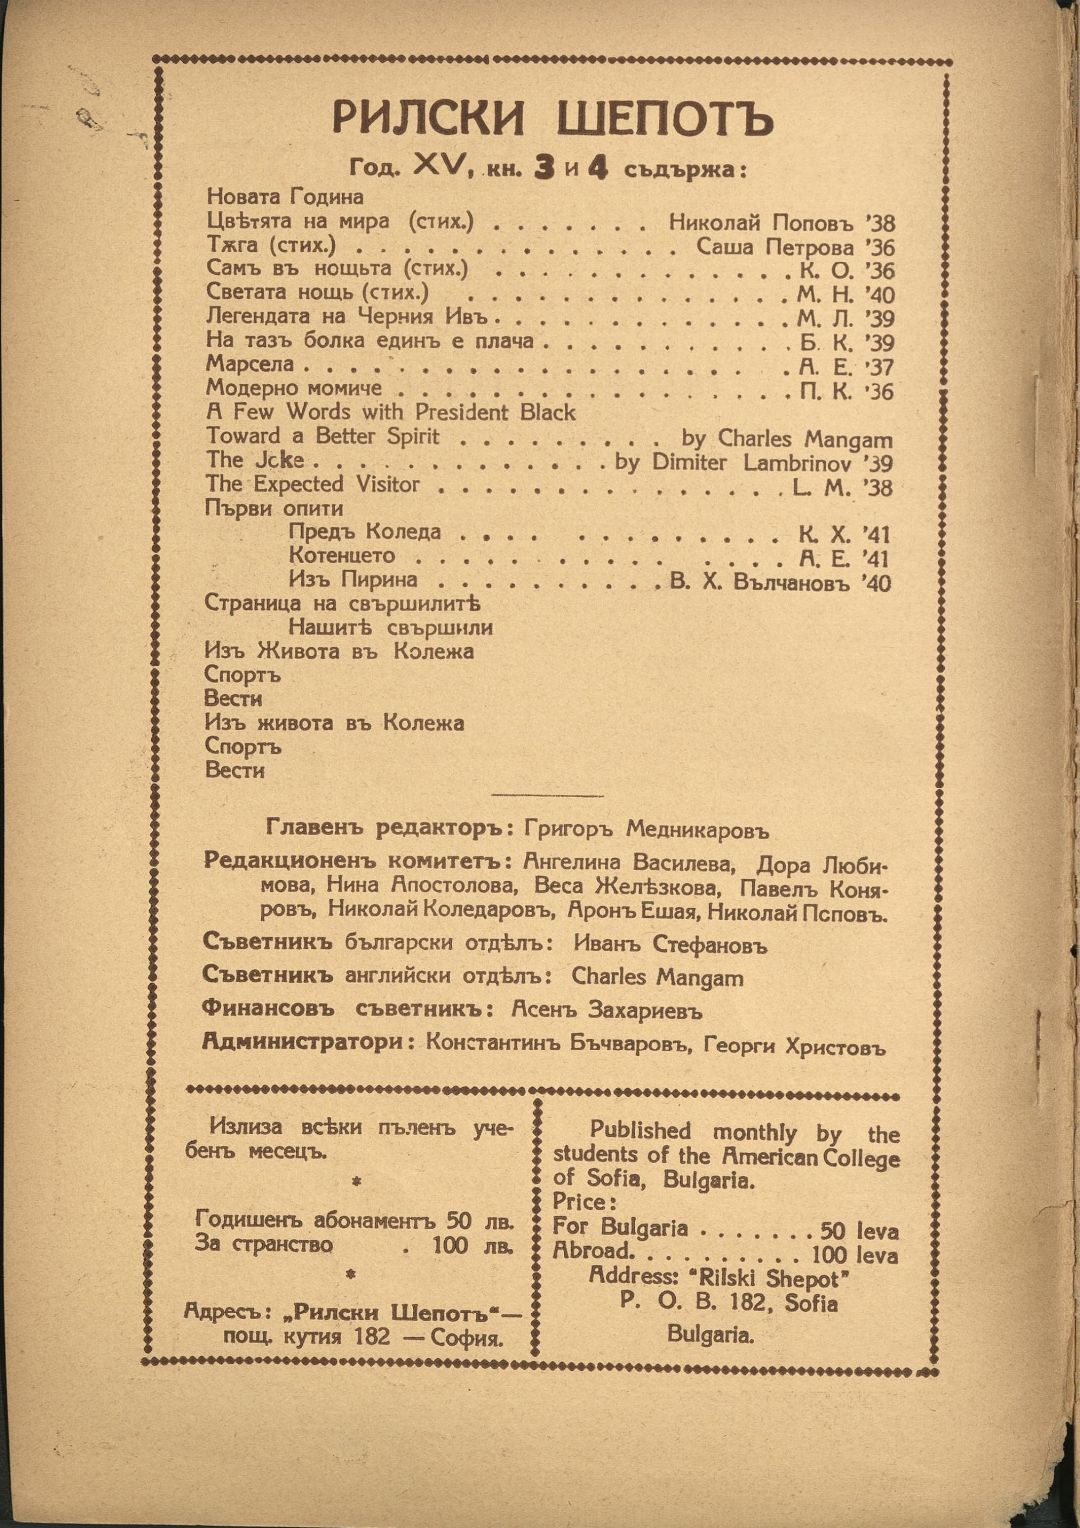 РИЛСКИ ШЕПОТЪ
Год. XV, кн. 3 и 4 съдържа:
Новата Година
Цвѣтята на мира (стих.) . . . . . . . Николай Поповъ '38
Тѫга (стих.) . . . . . . . . . . . . . . Саша Петрова '36
Самъ въ нощьта (стих.) . . . . . . . . . . . . . К. О. '36
Светата нощь (стих.) . . . . . . . . . . . . . . М. Н. '40
Легендата на Черния Ивъ . . . . . . . . . . . . . М. Л. '39
На тазъ болка единъ е плача . . . . . . . . . . . Б. К. '39
Марсела . . . . . . . . . . . . . . . . . . . . А. Е. '37
Модерно момиче . . . . . . . . . . . . . . . . . П. К. '36
A Few Words with President Black
Toward a Better Spirit . . . . . . . . . by Charles Mangam
The Jcke . . . . . . . . . . . . . by Dimiter Lambrinov '39
The Expected Visitor . . . . . . . . . . . . . . . L. M. '38
Първи опити
Предъ Коледа . . . . . . . . . . . . . К. Х. '41
Котенцето . . . . . . . . . . . . . . А. Е. '41
Изъ Пирина . . . . . . . . . . В. Х. Вълчановъ '40
Страница на свършилитѣ
Нашитѣ свършили
Изъ Живота въ Колежа
Спортъ
Вести
Изъ живота въ Колежа
Спортъ
Вести
Главенъ редакторъ: Григоръ Медникаровъ
Редакционенъ комитетъ: Ангелина Василева, Дора Люби-
мова, Нина Апостолова, Веса Желѣзкова, Павелъ Коня-
ровъ, Николай Коледаровъ, Аронъ Ешая, Николай Псповъ.
Съветникъ български отдѣлъ: Иванъ Стефановъ
Съветникъ английски отдѣлъ: Charles Mangam
Финансовъ съветникъ: Асенъ Захариевъ
Администратори: Константинъ Бъчваровъ, Георги Христовъ
Излиза всѣки пъленъ уче-
бенъ месецъ.
*
Годишенъ абонаментъ 50 лв.
За странство . 100 лв.
*
Адресъ: „Рилски Шепотъ“—
пощ. кутия 182 — София.
Published monthly by the
students of the American College
of Sofia, Bulgaria.
Price:
For Bulgaria . . . . . . . 50 leva
Abroad. . . . . . . . . . 100 leva
Address: “Rilski Shepot”
P. O. B. 182, Sofia
Bulgaria.